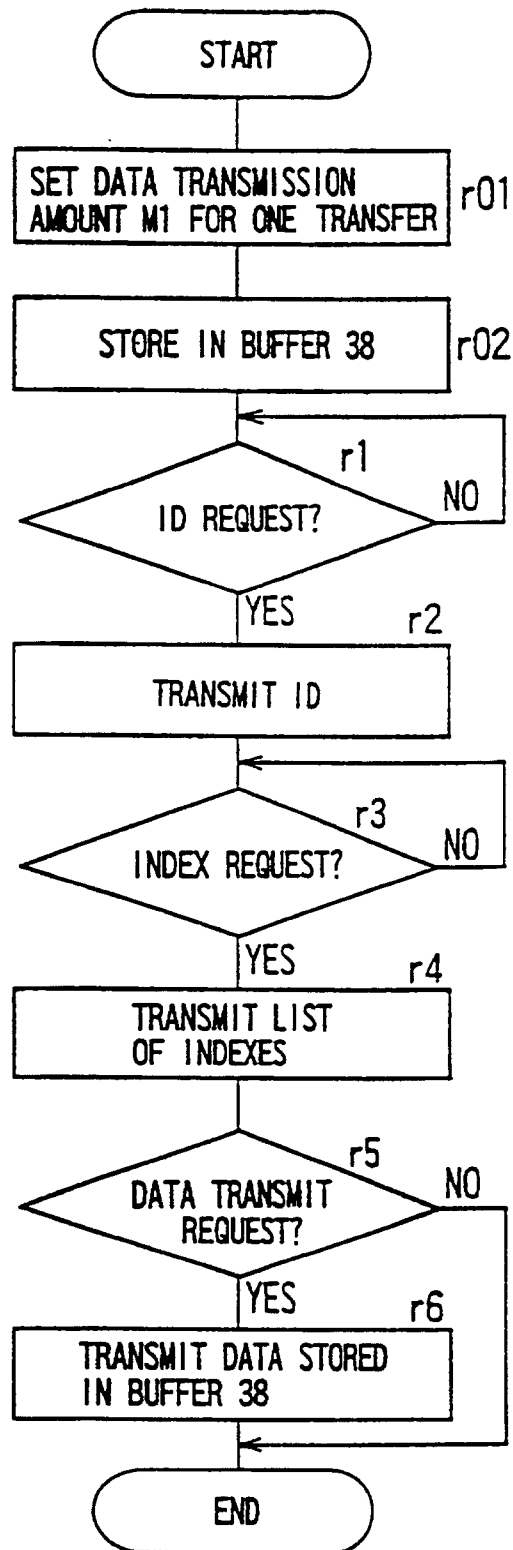 START
SET DATA TRANSMISSION
AMOUNT M1 FOR ONE TRANSFER
r01
STORE IN BUFFER 38
r02
r1
ID REQUEST?
NO
YES
r2
TRANSMIT ID
r3
INDEX REQUEST?
NO
YES
r4
TRANSMIT LIST
OF INDEXES
r5
DATA TRANSMIT
REQUEST?
NO
YES
r6
TRANSMIT DATA STORED
IN BUFFER 38
END